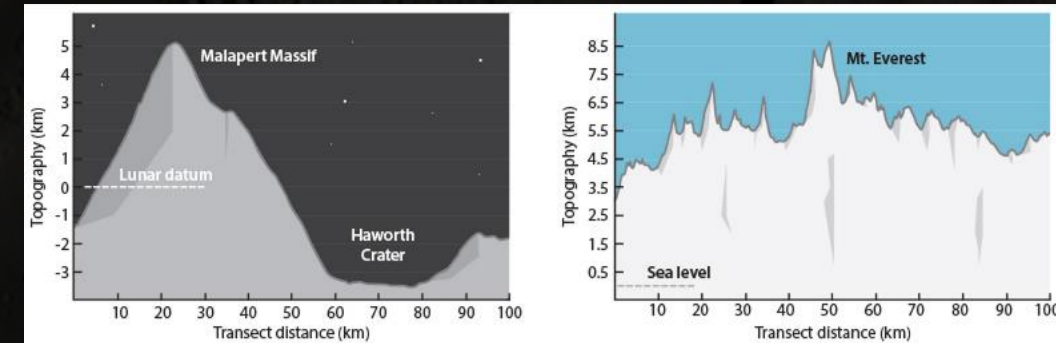 Malapert Massif
Lunar datum
Haworth
Crater
Topography (km)
5
4
3
2
1
0
-1
-2
-3
10 20 30 40 50 60 70 80 90 100
Transect distance (km)
Mt. Everest
Sea level
Topography (km)
8.5
7.5
6.5
5.5
4.5
3.5
2.5
1.5
0.5
10 20 30 40 50 60 70 80 90 100
Transect distance (km)